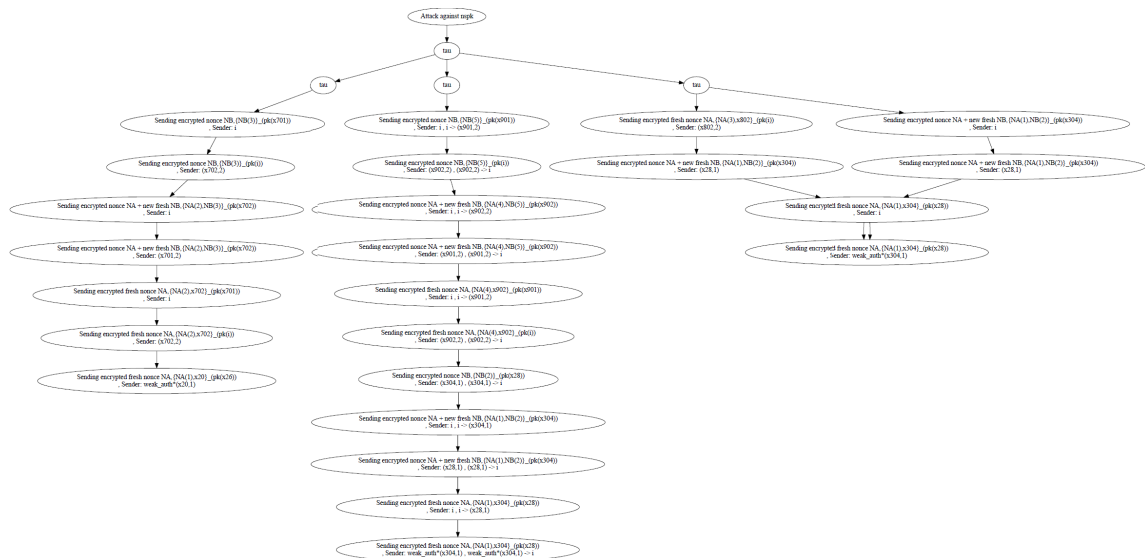 Attack against nspk
tau
tau
tau
tau
Sending encrypted nonce NB, {NB(3)}_(pk(x701))
, Sender: i
Sending encrypted nonce NB, {NB(3)}_(pk(i))
, Sender: (x702,2)
Sending encrypted nonce NA + new fresh NB, {NA(2),NB(3)}_(pk(x702))
, Sender: i
Sending encrypted nonce NA + new fresh NB, {NA(2),NB(3)}_(pk(x702))
, Sender: (x701,2)
Sending encrypted fresh nonce NA, {NA(2),x702}_(pk(x701))
, Sender: i
Sending encrypted fresh nonce NA, {NA(2),x702}_(pk(i))
, Sender: (x702,2)
Sending encrypted fresh nonce NA, {NA(1),x20}_(pk(x26))
, Sender: weak_auth*(x20,1)
Sending encrypted nonce NB, {NB(5)}_(pk(x901))
, Sender: i , i -> (x901,2)
Sending encrypted nonce NB, {NB(5)}_(pk(i))
, Sender: (x902,2) , (x902,2) -> i
Sending encrypted nonce NA + new fresh NB, {NA(4),NB(5)}_(pk(x902))
, Sender: i , i -> (x902,2)
Sending encrypted nonce NA + new fresh NB, {NA(4),NB(5)}_(pk(x902))
, Sender: (x901,2) , (x901,2) -> i
Sending encrypted fresh nonce NA, {NA(4),x902}_(pk(x901))
, Sender: i , i -> (x901,2)
Sending encrypted fresh nonce NA, {NA(4),x902}_(pk(i))
, Sender: (x902,2) , (x902,2) -> i
Sending encrypted nonce NB, {NB(2)}_(pk(x28))
, Sender: (x304,1) , (x304,1) -> i
Sending encrypted nonce NA + new fresh NB, {NA(1),NB(2)}_(pk(x304))
, Sender: i , i -> (x304,1)
Sending encrypted nonce NA + new fresh NB, {NA(1),NB(2)}_(pk(x304))
, Sender: (x28,1) , (x28,1) -> i
Sending encrypted fresh nonce NA, {NA(1),x304}_(pk(x28))
, Sender: i , i -> (x28,1)
Sending encrypted fresh nonce NA, {NA(1),x304}_(pk(x28))
, Sender: weak_auth*(x304,1) , weak_auth*(x304,1) -> i
Sending encrypted fresh nonce NA, {NA(3),x802}_(pk(i))
, Sender: (x802,2)
Sending encrypted nonce NA + new fresh NB, {NA(1),NB(2)}_(pk(x304))
, Sender: (x28,1)
Sending encrypted nonce NA + new fresh NB, {NA(1),NB(2)}_(pk(x304))
, Sender: i
Sending encrypted nonce NA + new fresh NB, {NA(1),NB(2)}_(pk(x304))
, Sender: (x28,1)
Sending encrypted fresh nonce NA, {NA(1),x304}_(pk(x28))
, Sender: i
Sending encrypted fresh nonce NA, {NA(1),x304}_(pk(x28))
, Sender: weak_auth*(x304,1)